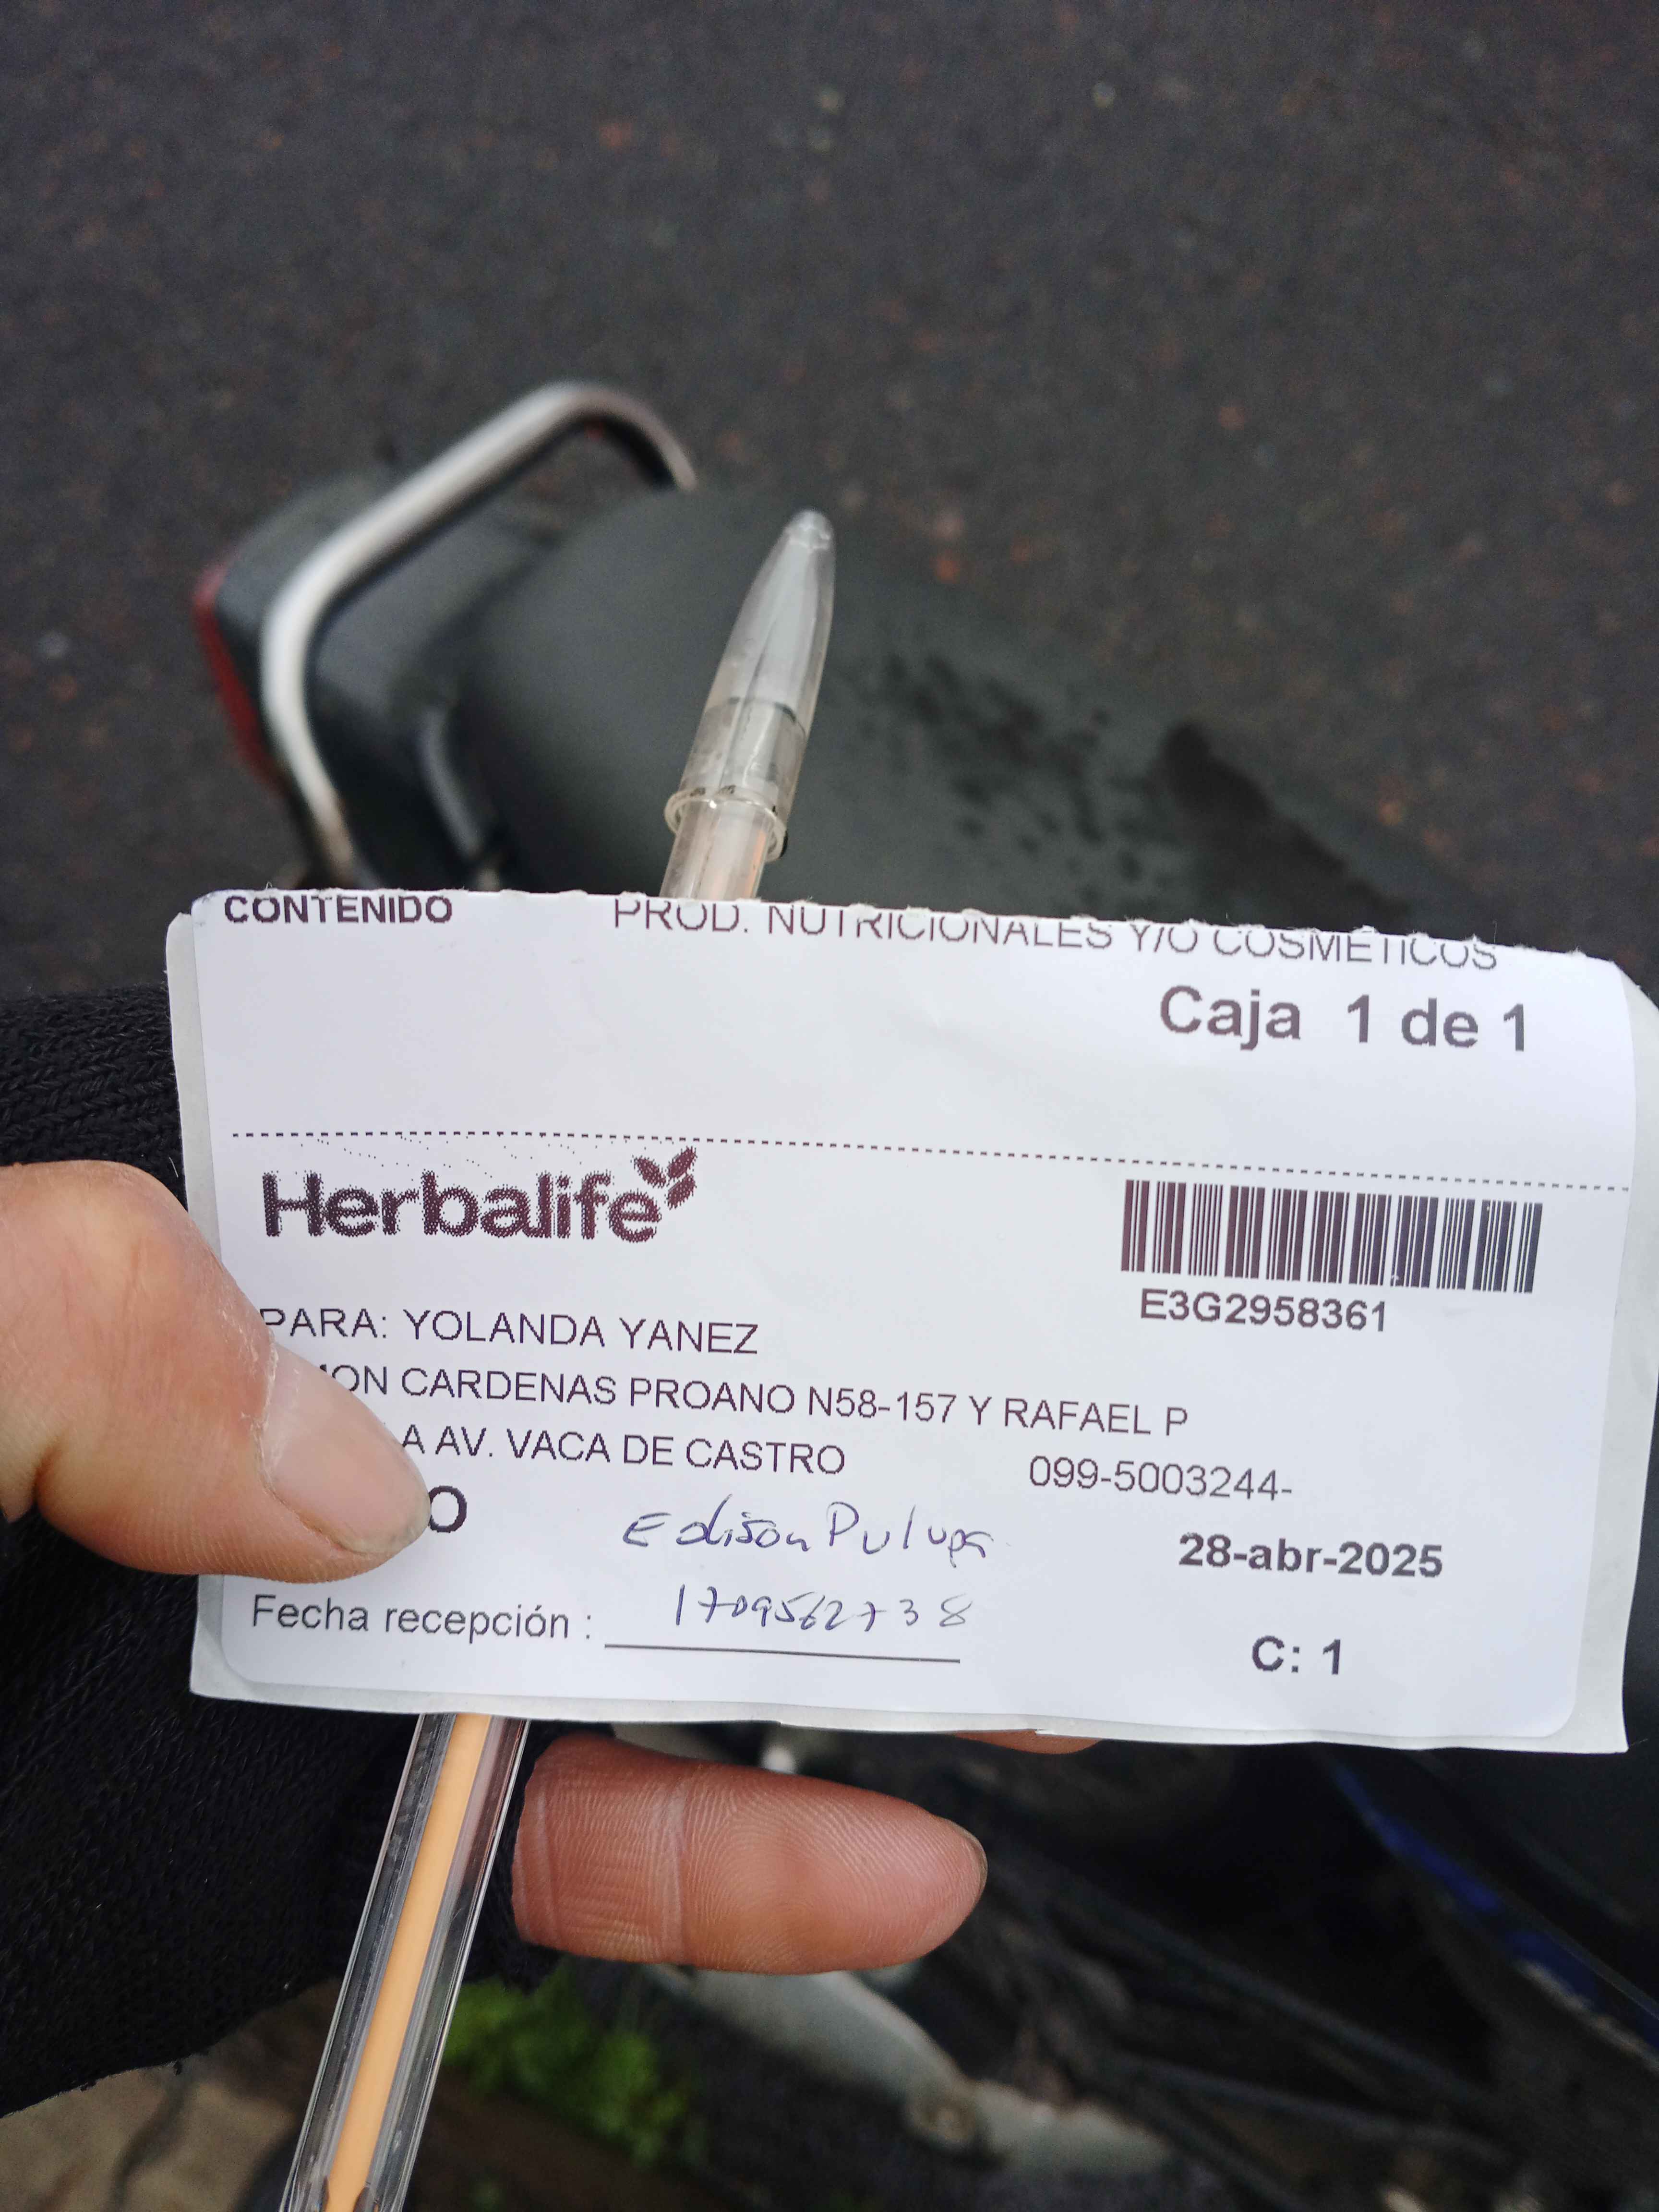 CONTENIDO PROD. NUTRICIONALES Y/O COSMETICOS
Caja 1 de 1
Herbalife
E3G2958361
PARA: YOLANDA YANEZ
CARDENAS PROANO N58-157 Y RAFAEL P
A AV. VACA DE CASTRO 099-5003244-
Edison Pulupa
28-abr-2025
Fecha recepción : 1709562738
C: 1